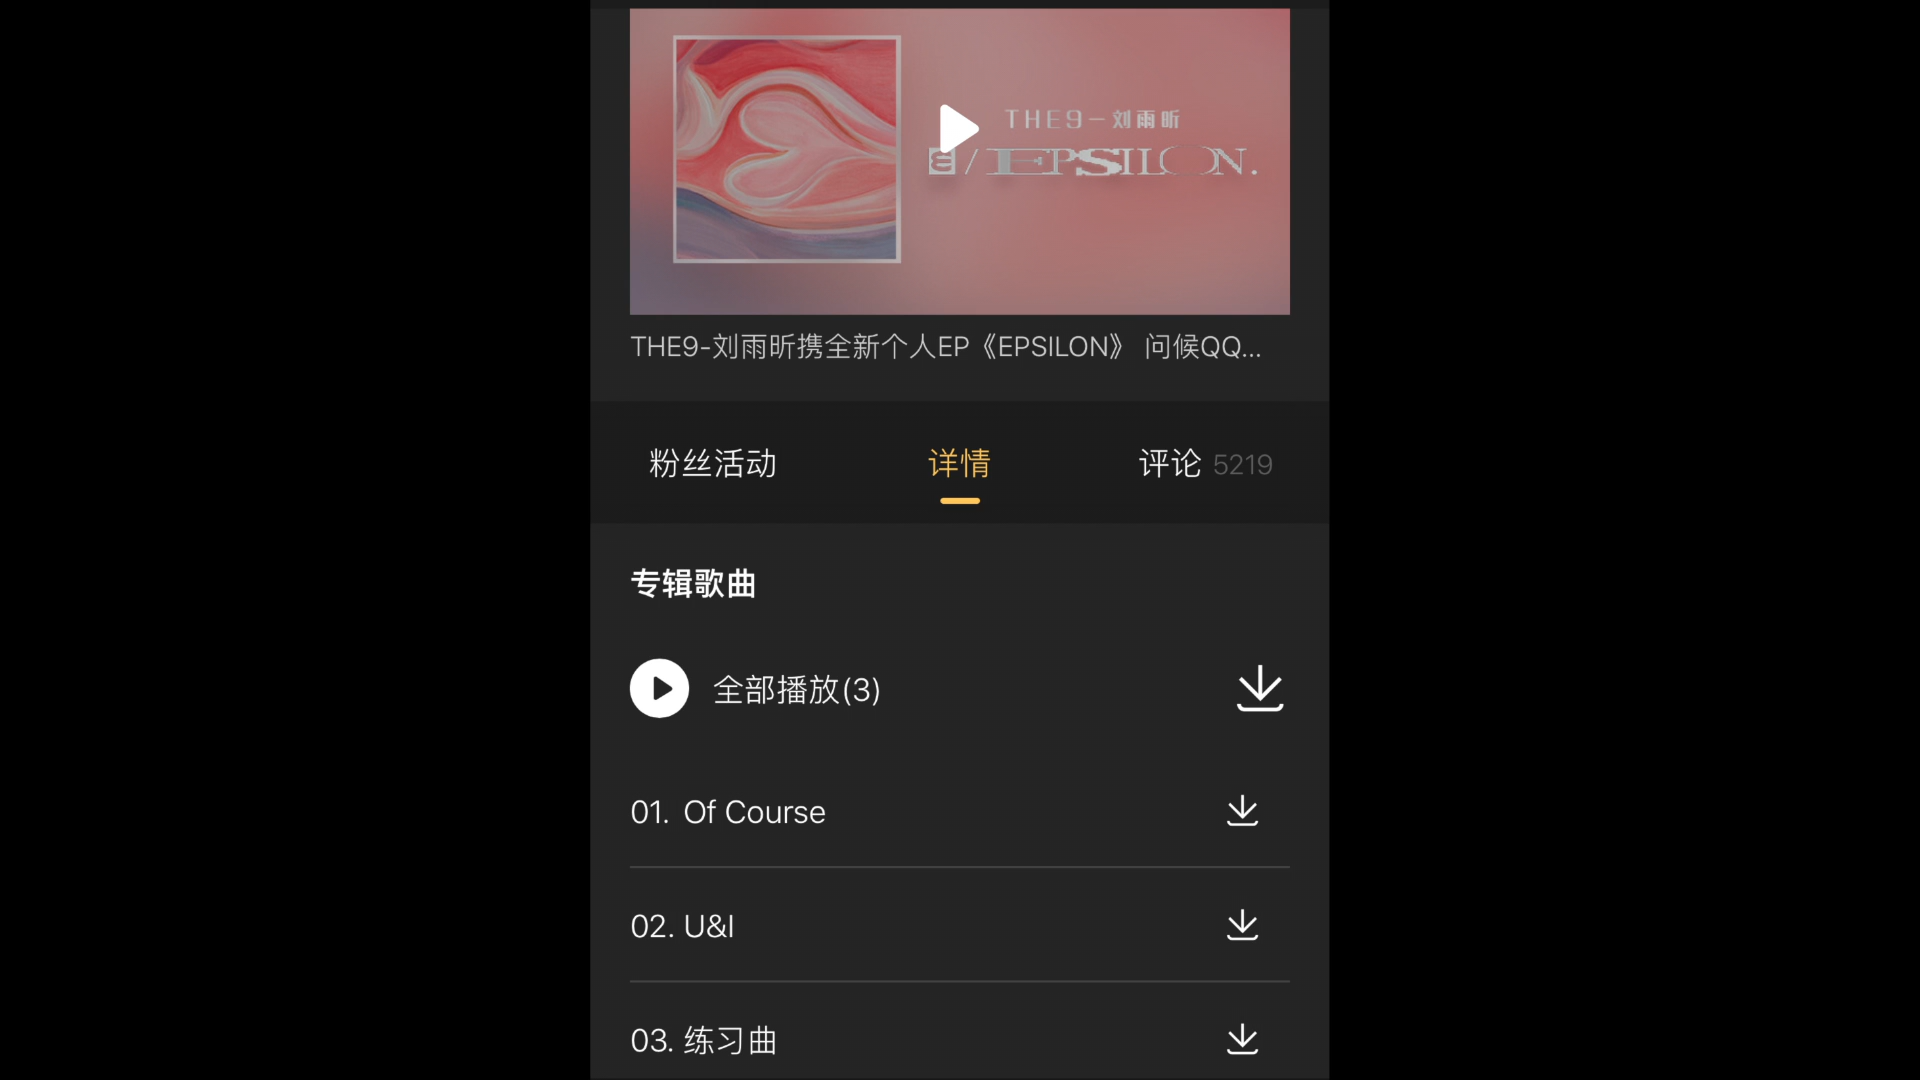 THE9-刘雨昕
ε/EPSILON.
THE9-刘雨昕携全新个人EP《EPSILON》 问候QQ...
粉丝活动
详情
评论 5219
专辑歌曲
全部播放(3)
01. Of Course
02. U&I
03. 练习曲